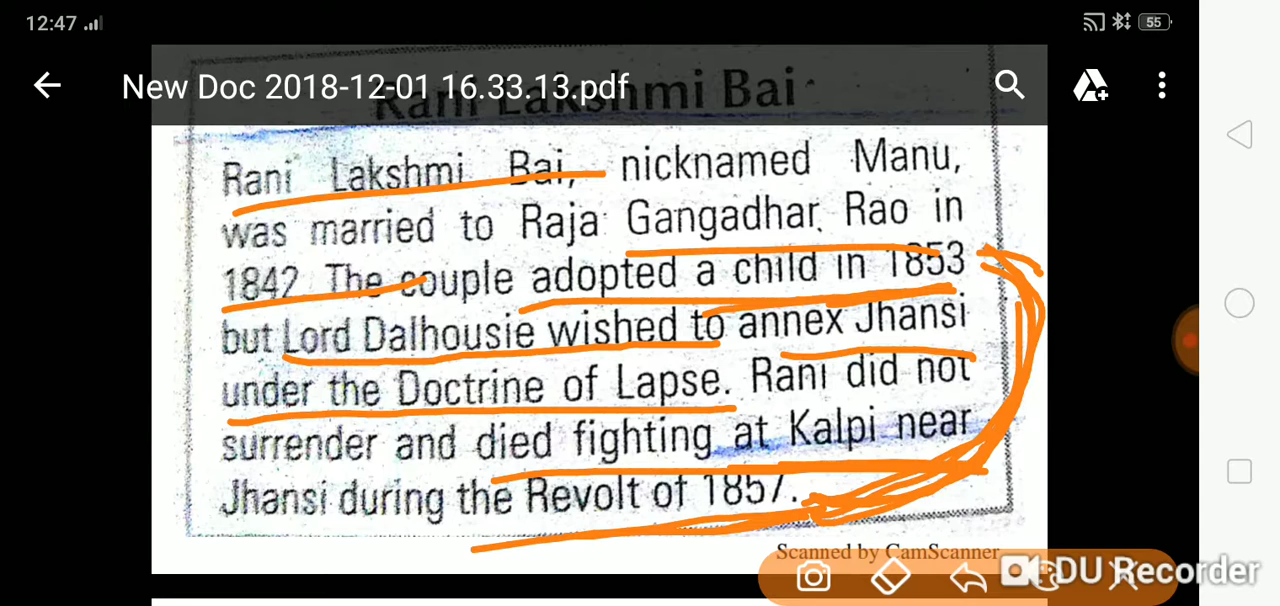 12:47
55
New Doc 2018-12-01 16.33.13.pdf
Rani Lakshmi Bai
Rani Lakshmi Bai, nicknamed Manu,
was married to Raja Gangadhar Rao in
1842. The couple adopted a child in 1853
but Lord Dalhousie wished to annex Jhansi
under the Doctrine of Lapse. Rani did not
surrender and died fighting at Kalpi near
Jhansi during the Revolt of 1857.
Scanned by CamScanner
DU Recorder